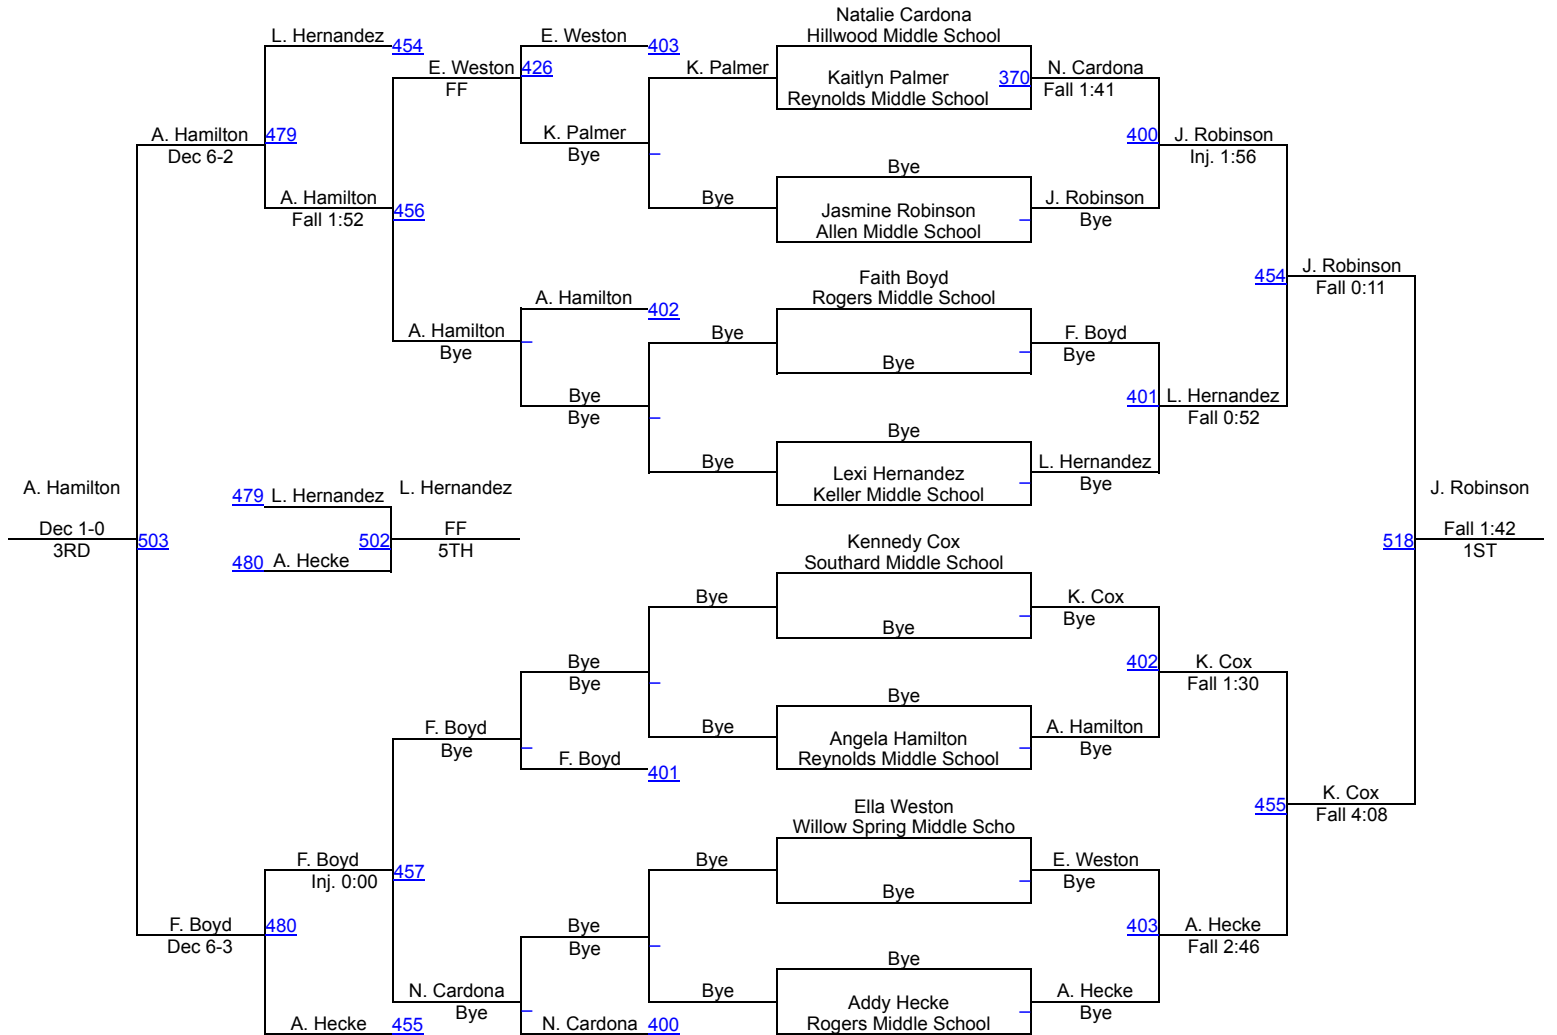 Natalie Cardona
Hillwood Middle School
L. Hernandez
454
E. Weston
403
E. Weston
426
FF
K. Palmer
Kaitlyn Palmer
Reynolds Middle School
370
N. Cardona
Fall 1:41
A. Hamilton
479
Dec 6-2
K. Palmer
Bye
400
J. Robinson
Inj. 1:56
Bye
A. Hamilton
456
Fall 1:52
Bye
Jasmine Robinson
Allen Middle School
J. Robinson
Bye
Faith Boyd
Rogers Middle School
454
J. Robinson
Fall 0:11
A. Hamilton
402
A. Hamilton
Bye
Bye
Bye
F. Boyd
Bye
Bye
Bye
401
L. Hernandez
Fall 0:52
Bye
Bye
Lexi Hernandez
Keller Middle School
L. Hernandez
Bye
A. Hamilton
479
L. Hernandez
L. Hernandez
J. Robinson
Dec 1-0
3RD
503
502
FF
5TH
480
A. Hecke
Kennedy Cox
Southard Middle School
518
Fall 1:42
1ST
Bye
Bye
K. Cox
Bye
Bye
Bye
402
K. Cox
Fall 1:30
Bye
F. Boyd
Bye
Bye
Angela Hamilton
Reynolds Middle School
A. Hamilton
Bye
F. Boyd
401
Ella Weston
Willow Spring Middle Scho
455
K. Cox
Fall 4:08
F. Boyd
457
Inj. 0:00
Bye
Bye
E. Weston
Bye
F. Boyd
480
Dec 6-3
Bye
Bye
403
A. Hecke
Fall 2:46
Bye
N. Cardona
Bye
Bye
Addy Hecke
Rogers Middle School
A. Hecke
Bye
A. Hecke
455
N. Cardona
400